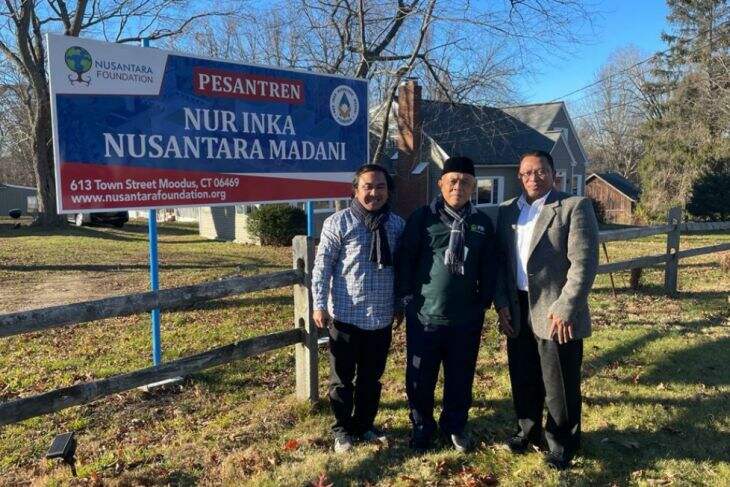 NUSANTARA
FOUNDATION
PESANTREN
NUR INKA
NUSANTARA MADANI
613 Town Street Moodus, CT 06469
www.nusantarafoundation.org